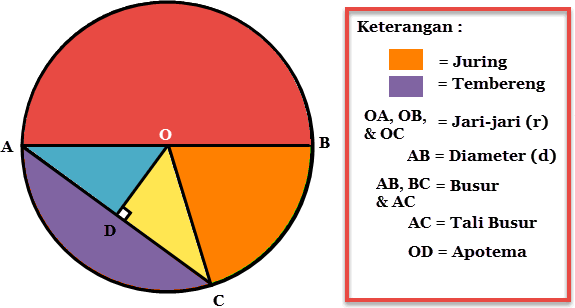 O
A
B
D
C
Keterangan :
= Juring
= Tembereng
OA, OB,
& OC = Jari-jari (r)
AB = Diameter (d)
AB, BC
& AC = Busur
AC = Tali Busur
OD = Apotema